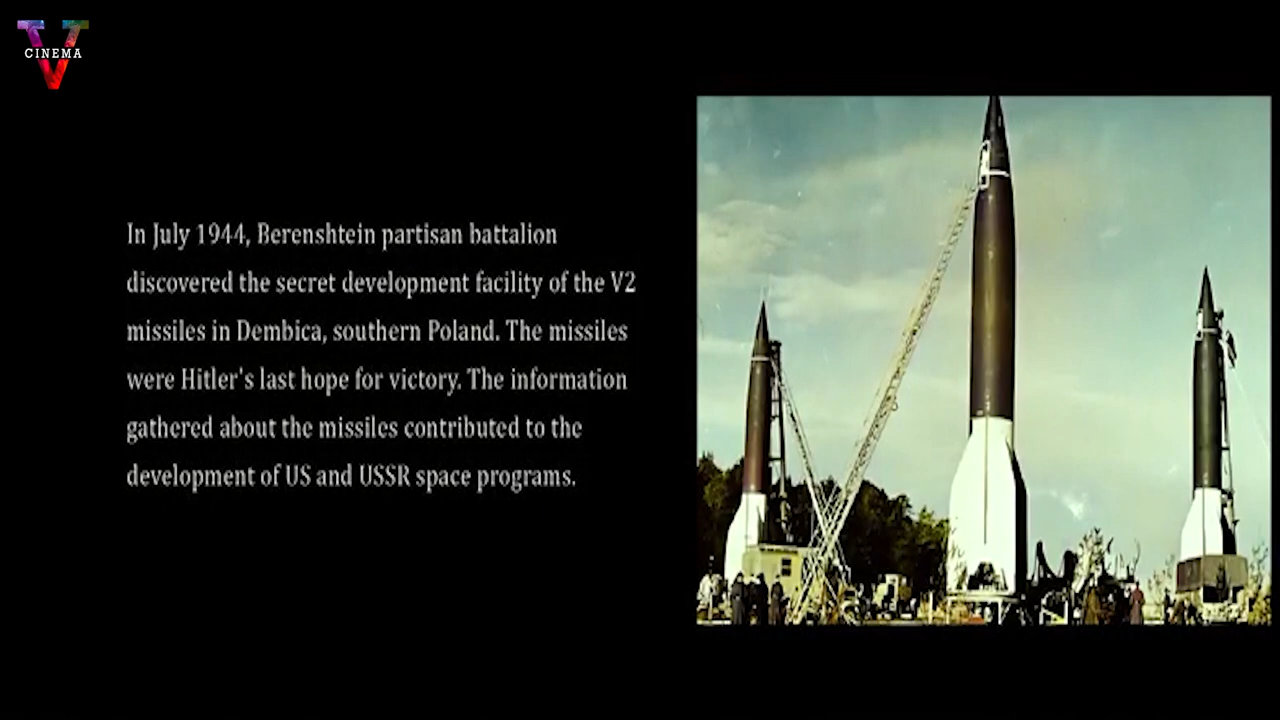 V
CINEMA
In July 1944, Berenshtein partisan battalion
discovered the secret development facility of the V2
missiles in Dembica, southern Poland. The missiles
were Hitler's last hope for victory. The information
gathered about the missiles contributed to the
development of US and USSR space programs.